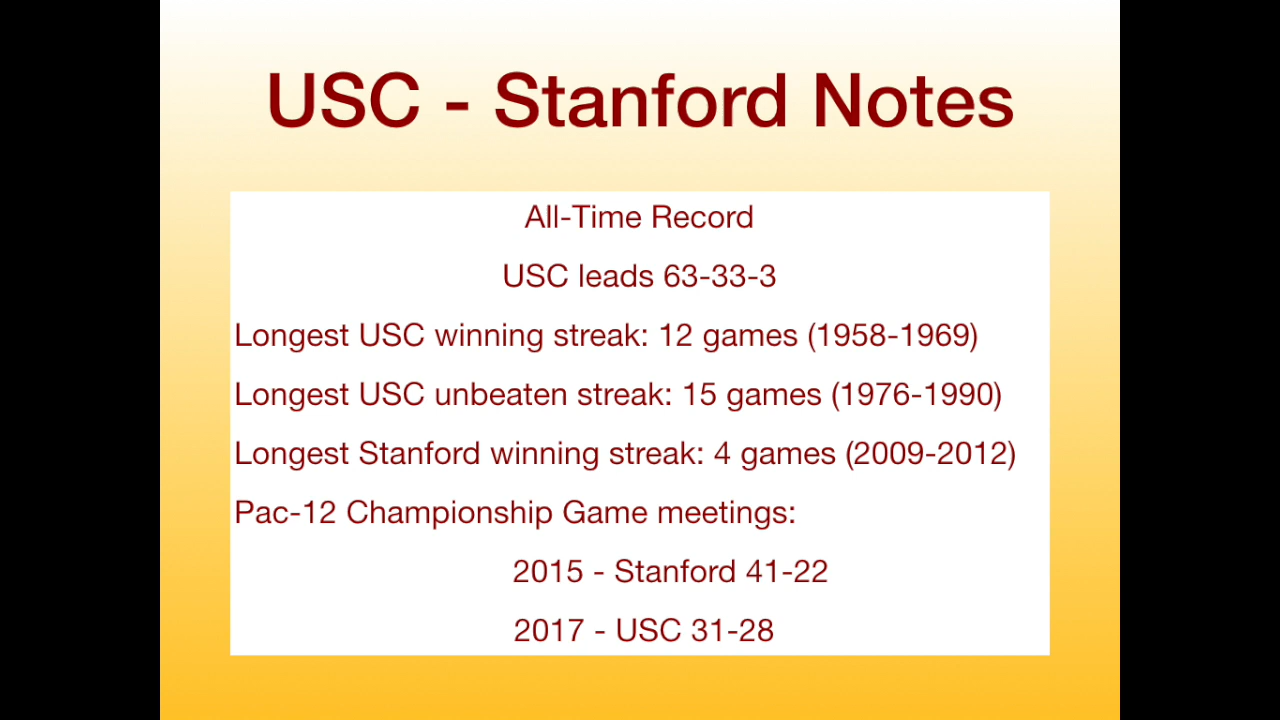 USC - Stanford Notes
All-Time Record
USC leads 63-33-3
Longest USC winning streak: 12 games (1958-1969)
Longest USC unbeaten streak: 15 games (1976-1990)
Longest Stanford winning streak: 4 games (2009-2012)
Pac-12 Championship Game meetings:
2015 - Stanford 41-22
2017 - USC 31-28